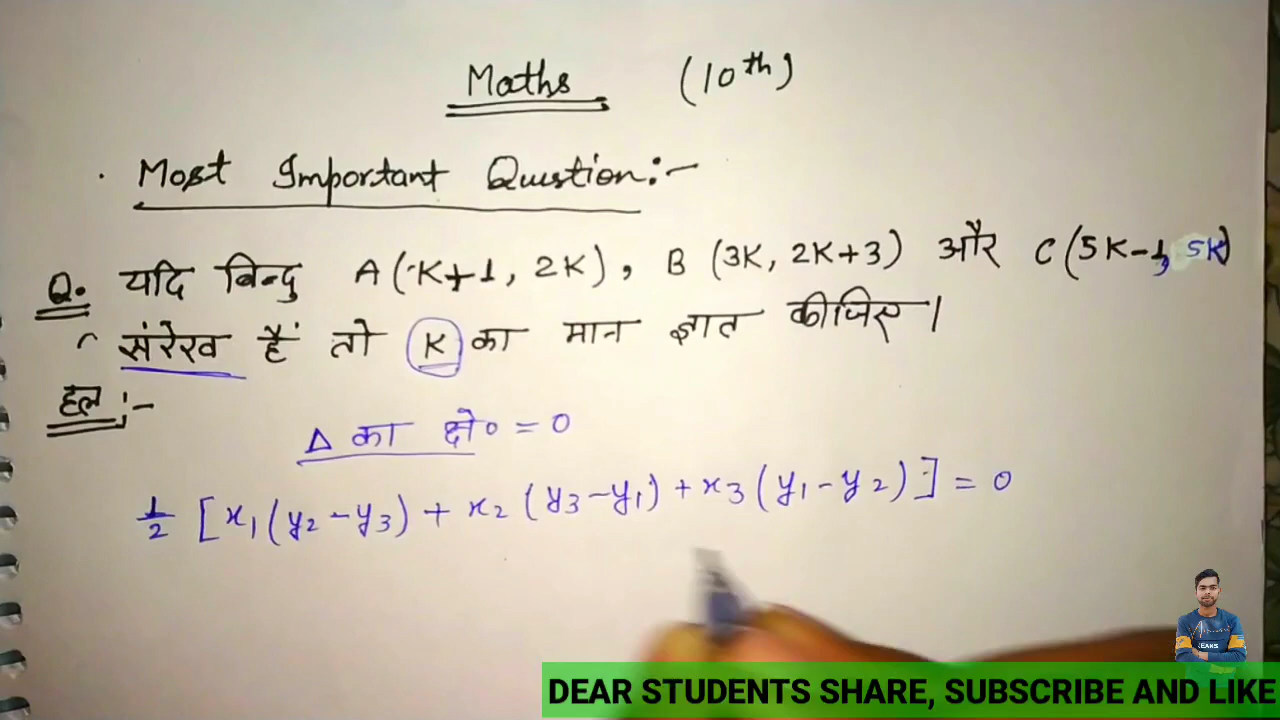 Maths (10th)
Most Important Question:-
Q. यदि बिन्दु A(K+1, 2K), B (3K, 2K+3) और C (5K-1, 5K)
संरेख हैं तो K का मान ज्ञात कीजिए।
हल:-
Δ का क्षे० = 0
1/2 [x₁(y₂-y₃) + x₂ (y₃-y₁) + x₃ (y₁-y₂)] = 0
DEAR STUDENTS SHARE, SUBSCRIBE AND LIKE